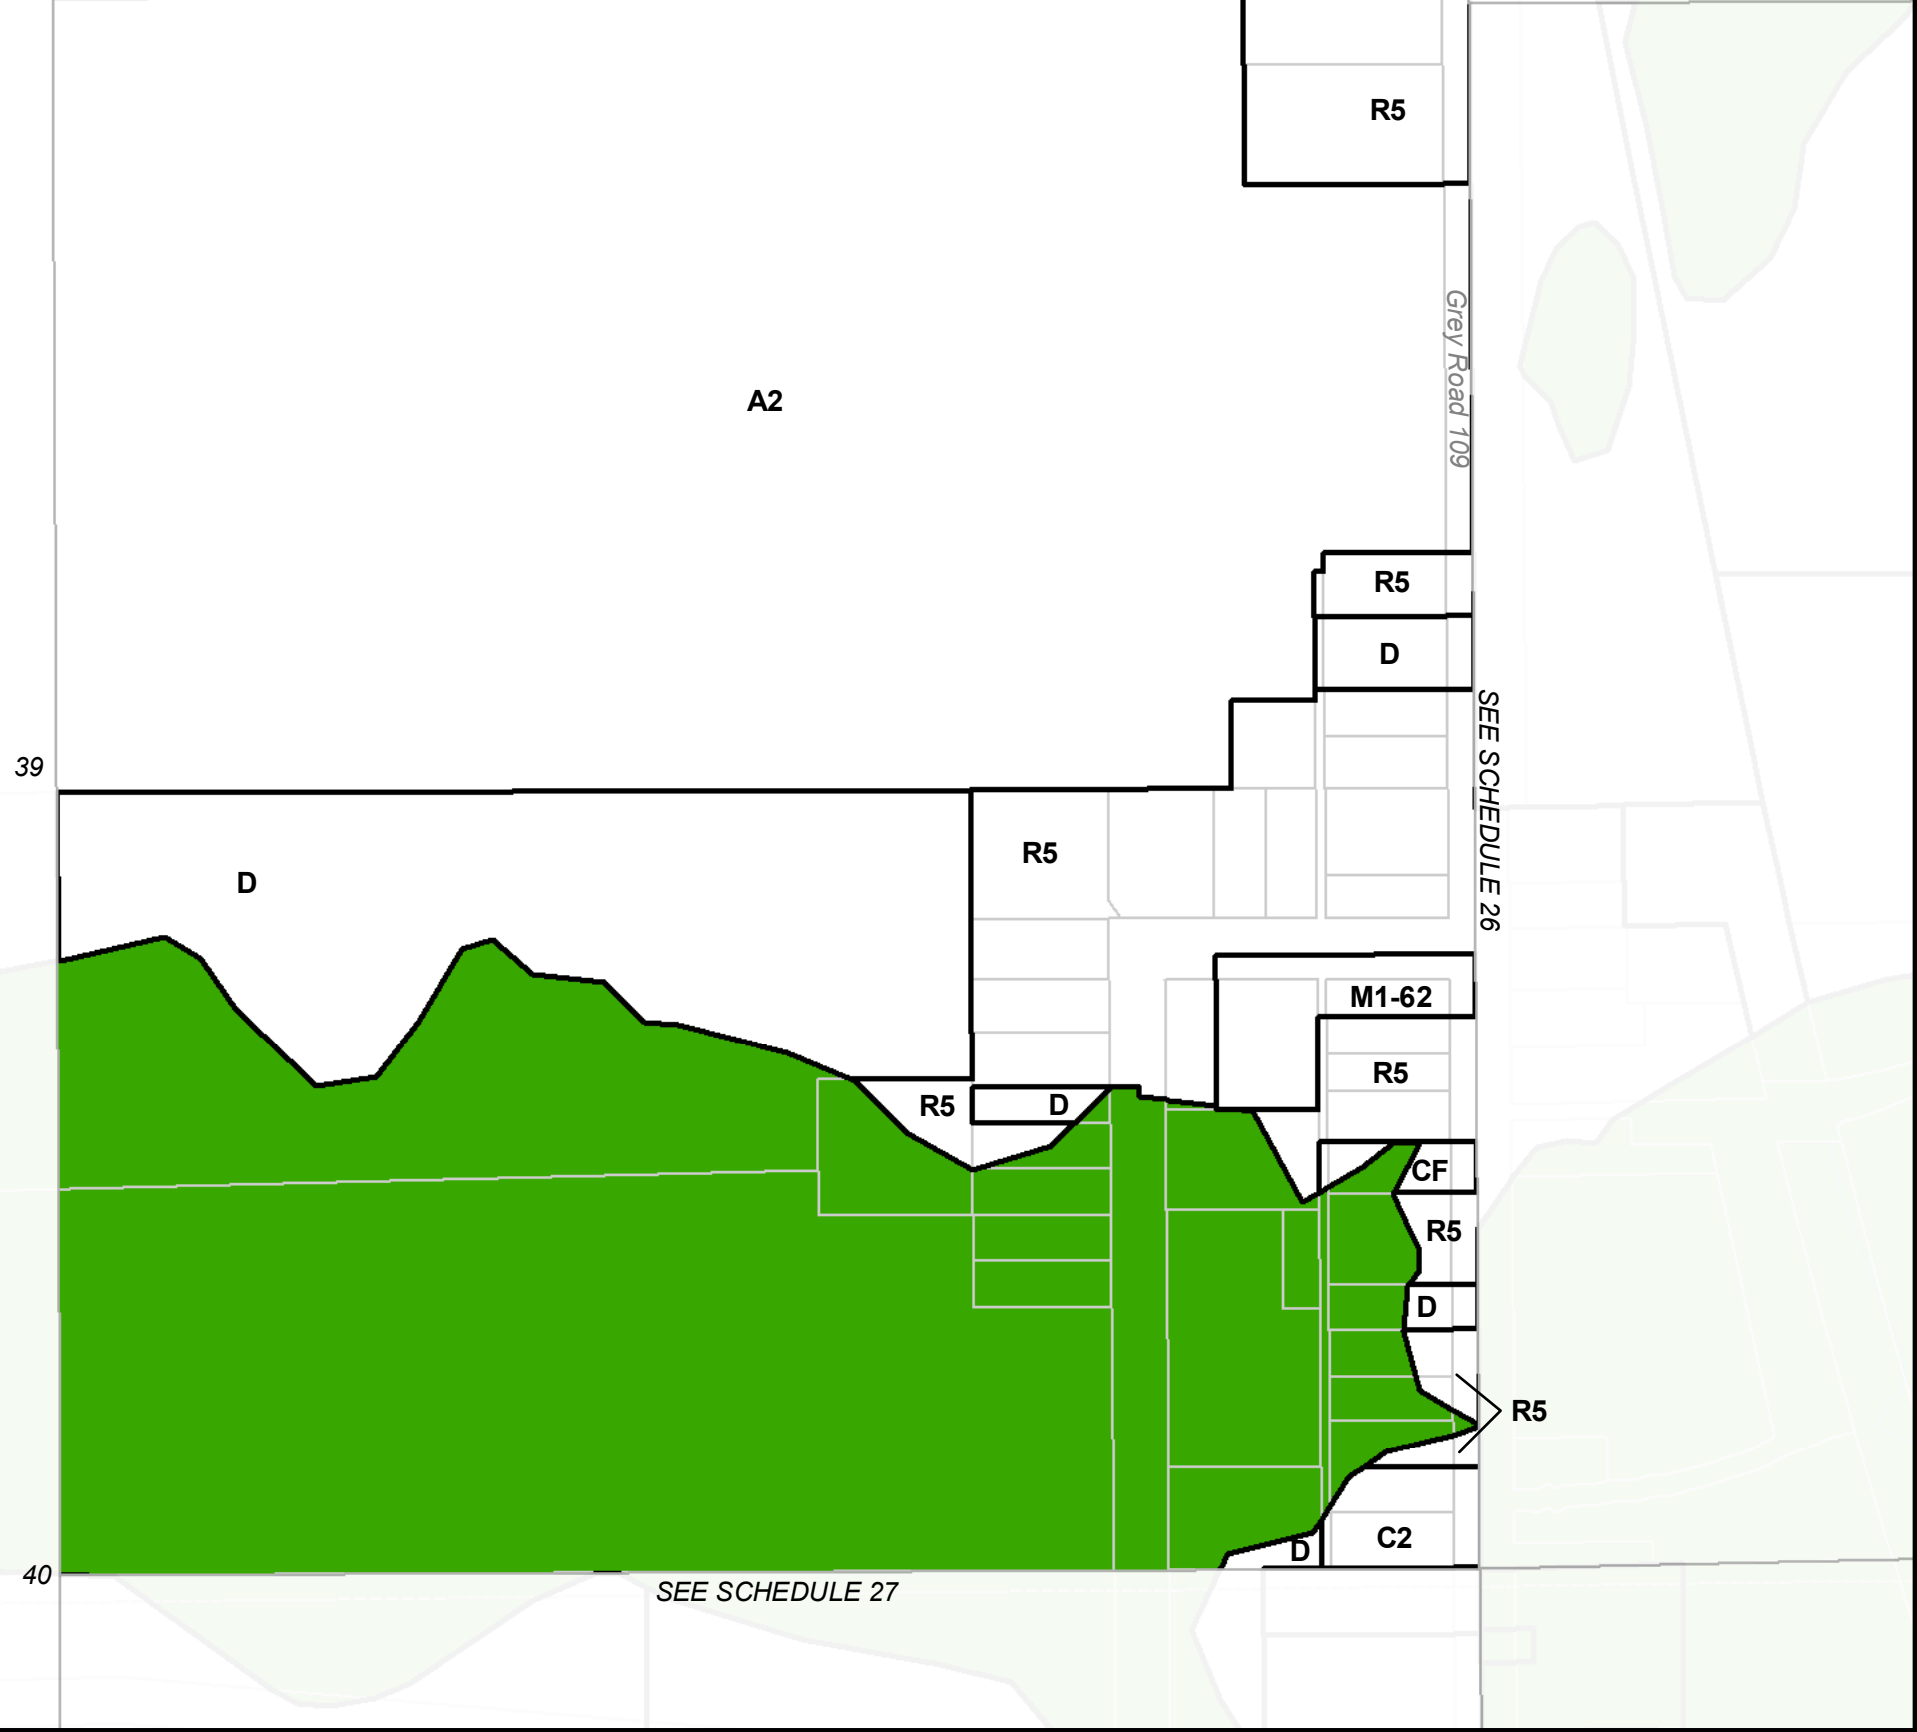 R5
Grey Road 109
A2
R5
D
SEE SCHEDULE 26
39
R5
D
M1-62
R5
R5
D
CF
R5
D
R5
C2
D
40
SEE SCHEDULE 27